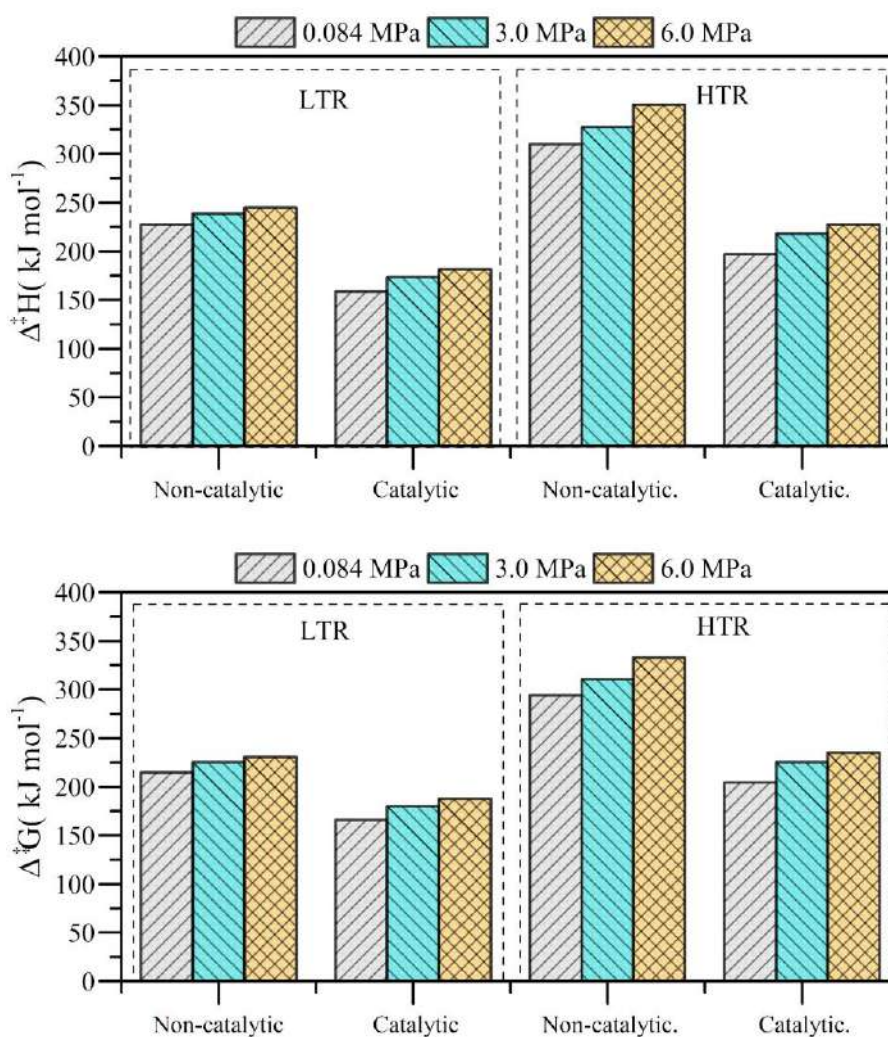 0.084 MPa 3.0 MPa 6.0 MPa
400
350
300
250
200
150
100
50
0
Δ‡H( kJ mol⁻¹)
LTR HTR
Non-catalytic Catalytic Non-catalytic. Catalytic.
0.084 MPa 3.0 MPa 6.0 MPa
400
350
300
250
200
150
100
50
0
Δ‡G( kJ mol⁻¹)
LTR HTR
Non-catalytic Catalytic Non-catalytic. Catalytic.